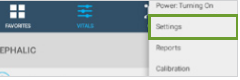 FAVORITES
VITALS
EPHALIC
Power: Turning On
Settings
Reports
Calibration